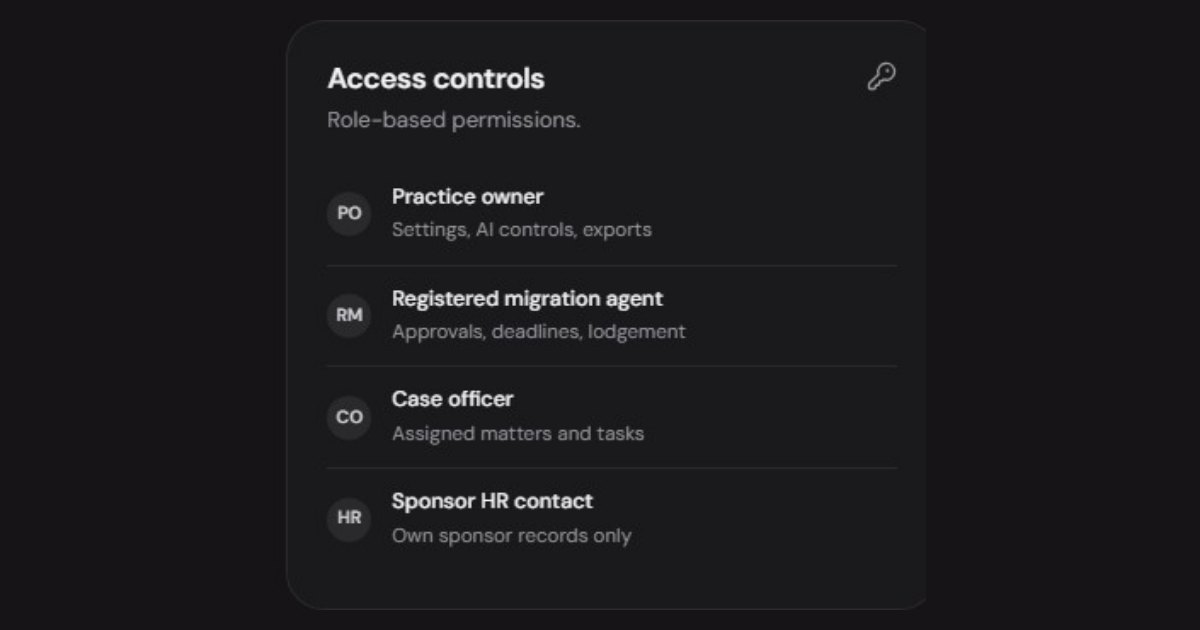 Access controls
Role-based permissions.
PO
Practice owner
Settings, AI controls, exports
RM
Registered migration agent
Approvals, deadlines, lodgement
CO
Case officer
Assigned matters and tasks
HR
Sponsor HR contact
Own sponsor records only